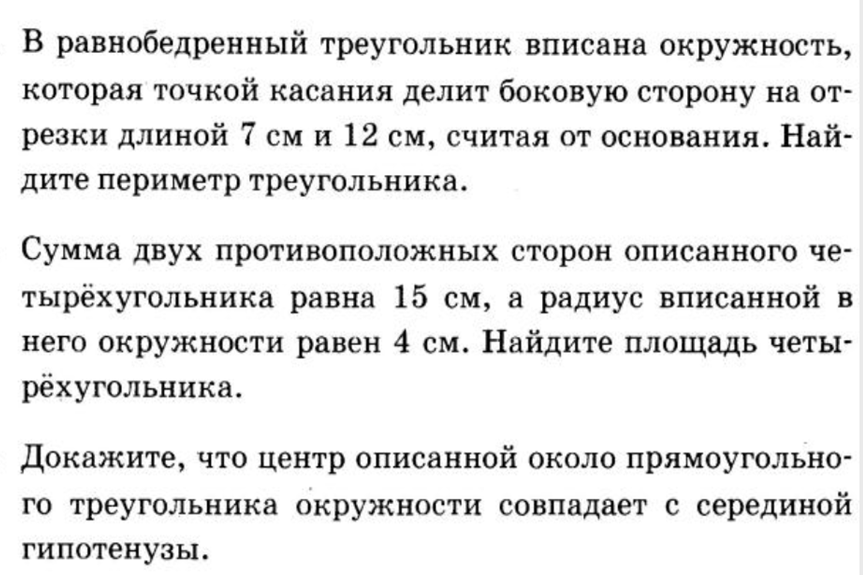 В равнобедренный треугольник вписана окружность,
которая точкой касания делит боковую сторону на от-
резки длиной 7 см и 12 см, считая от основания. Най-
дите периметр треугольника.
Сумма двух противоположных сторон описанного че-
тырёхугольника равна 15 см, а радиус вписанной в
него окружности равен 4 см. Найдите площадь четы-
рёхугольника.
Докажите, что центр описанной около прямоугольно-
го треугольника окружности совпадает с серединой
гипотенузы.